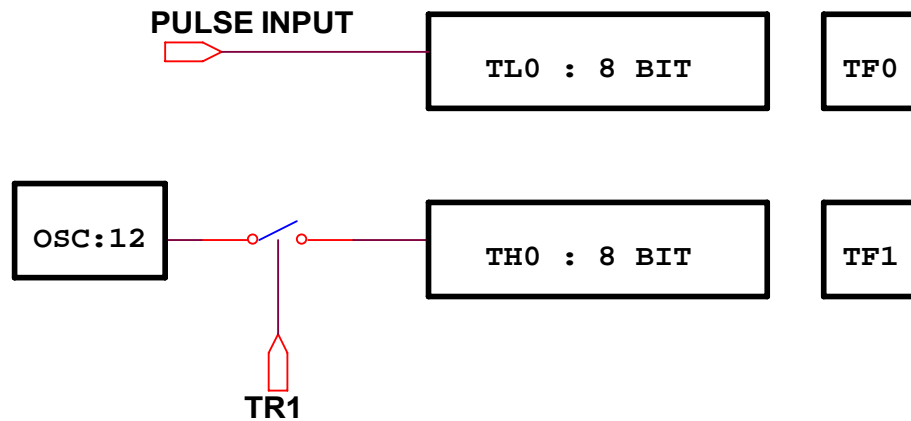 PULSE INPUT
TL0 : 8 BIT
TF0
OSC:12
TH0 : 8 BIT
TF1
TR1